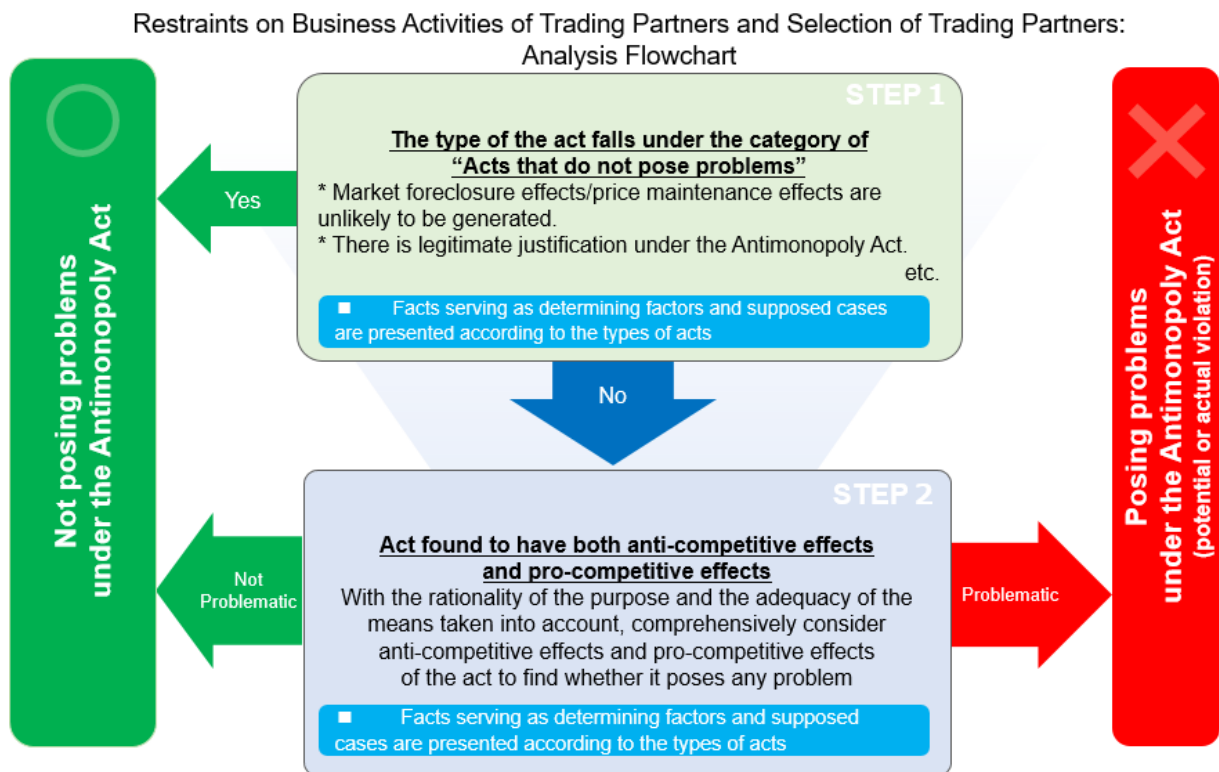 Restraints on Business Activities of Trading Partners and Selection of Trading Partners:
Analysis Flowchart
STEP 1
The type of the act falls under the category of
“Acts that do not pose problems”
* Market foreclosure effects/price maintenance effects are
unlikely to be generated.
* There is legitimate justification under the Antimonopoly Act.
etc.
■ Facts serving as determining factors and supposed cases
are presented according to the types of acts
Yes
No
Not posing problems
under the Antimonopoly Act
STEP 2
Act found to have both anti-competitive effects
and pro-competitive effects
With the rationality of the purpose and the adequacy of the
means taken into account, comprehensively consider
anti-competitive effects and pro-competitive effects
of the act to find whether it poses any problem
■ Facts serving as determining factors and supposed
cases are presented according to the types of acts
Not
Problematic
Problematic
Posing problems
under the Antimonopoly Act
(potential or actual violation)